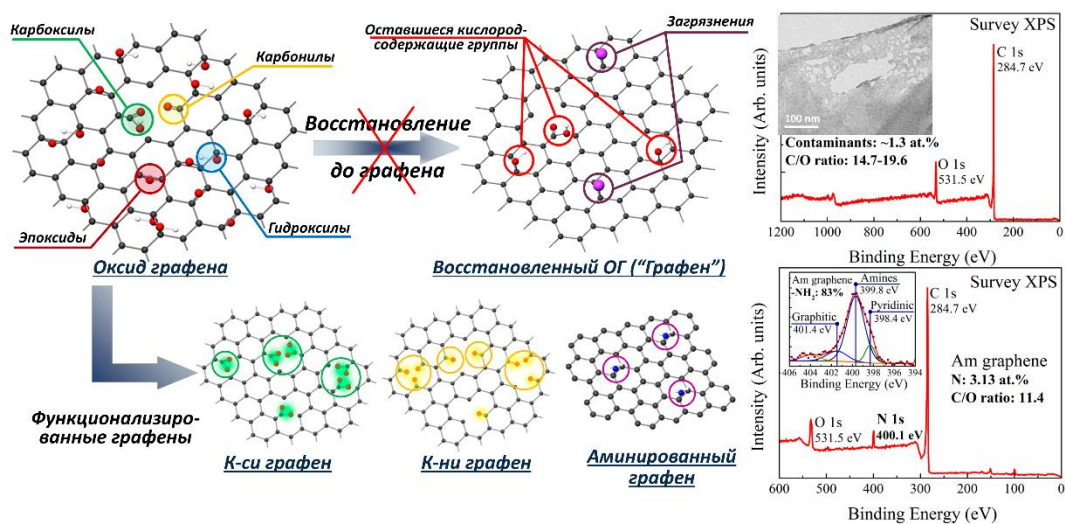 Карбоксилы
Карбонилы
Эпоксиды
Гидроксилы
Оксид графена
Восстановление
до графена
Оставшиеся кислород-
содержащие группы
Загрязнения
Восстановленный ОГ ("Графен")
Функционализиро-
ванные графены
К-си графен
К-ни графен
Аминированный
графен
Survey XPS
C 1s
284.7 eV
100 nm
Contaminants: ~1.3 at.%
C/O ratio: 14.7-19.6
O 1s
531.5 eV
Intensity (Arb. units)
1200 1000 800 600 400 200 0
Binding Energy (eV)
Survey XPS
C 1s
284.7 eV
Am graphene
-NH₂: 83%
Amines
399.8 eV
Pyridinic
398.4 eV
Graphitic
401.4 eV
406 404 402 400 398 396 394
Binding Energy (eV)
Am graphene
N: 3.13 at.%
C/O ratio: 11.4
O 1s
531.5 eV
N 1s
400.1 eV
Intensity (Arb. units)
600 500 400 300 200 100 0
Binding Energy (eV)